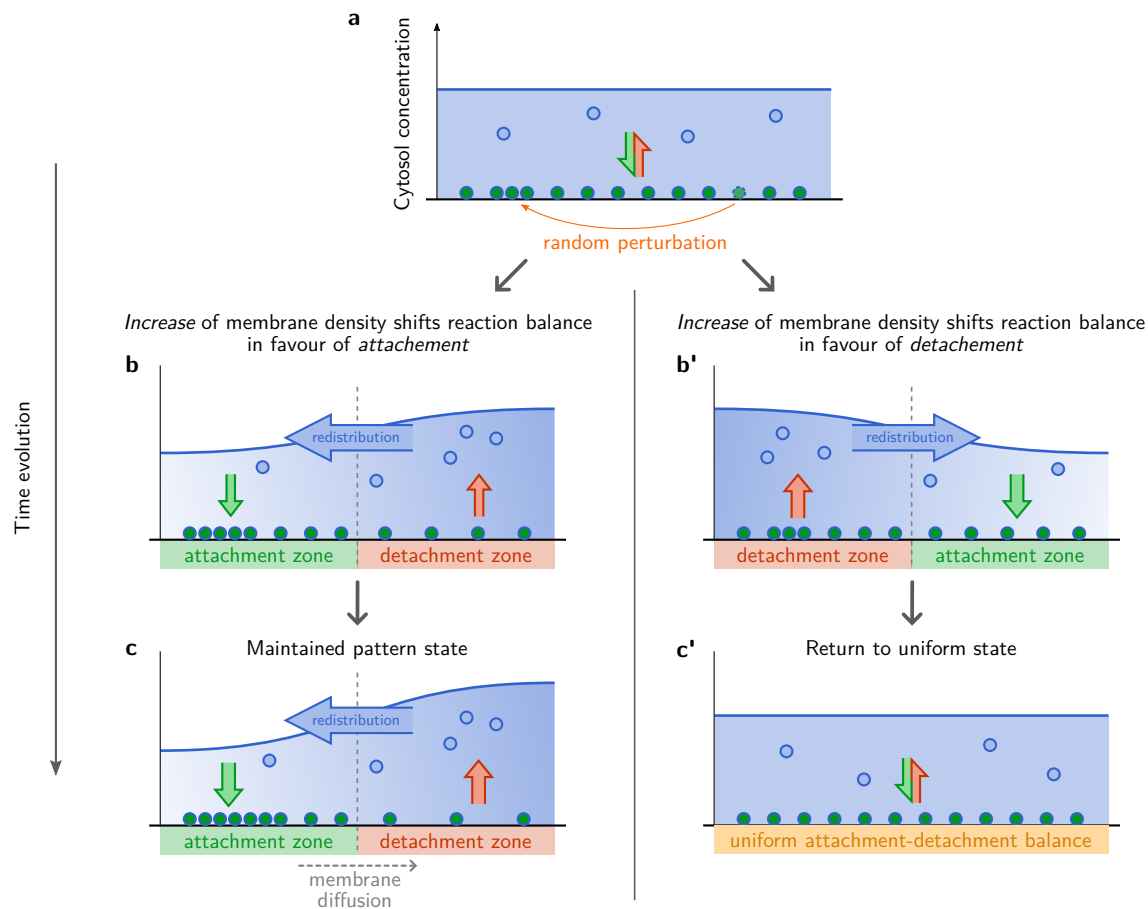 a
Cytosol concentration
random perturbation
Time evolution
Increase of membrane density shifts reaction balance
in favour of attachement
b
redistribution
attachment zone
detachment zone
c
Maintained pattern state
redistribution
attachment zone
detachment zone
membrane
diffusion
Increase of membrane density shifts reaction balance
in favour of detachement
b'
redistribution
detachment zone
attachment zone
c'
Return to uniform state
uniform attachment-detachment balance